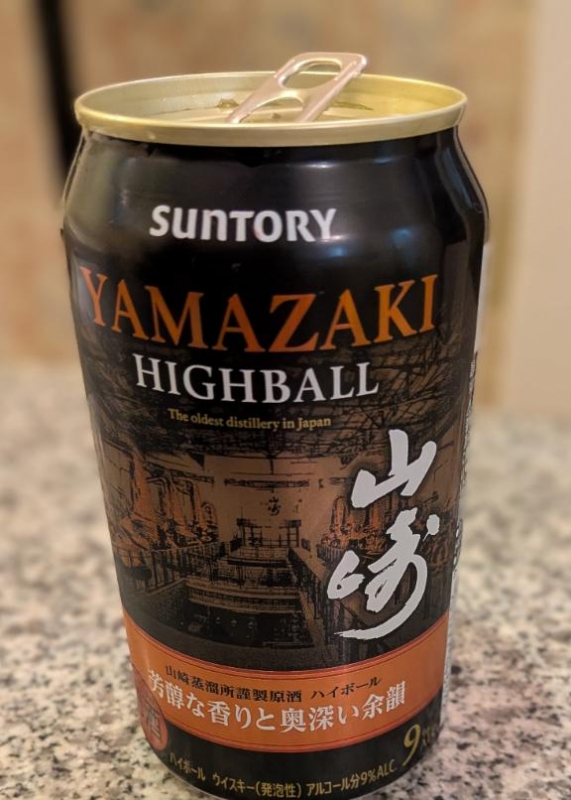 SUNTORY
YAMAZAKI
HIGHBALL
The oldest distillery in Japan
山崎
山崎蒸溜所謹製原酒 ハイボール
芳醇な香りと奥深い余韻
ハイボール ウイスキー(発泡性) アルコール分9%ALC.
9%